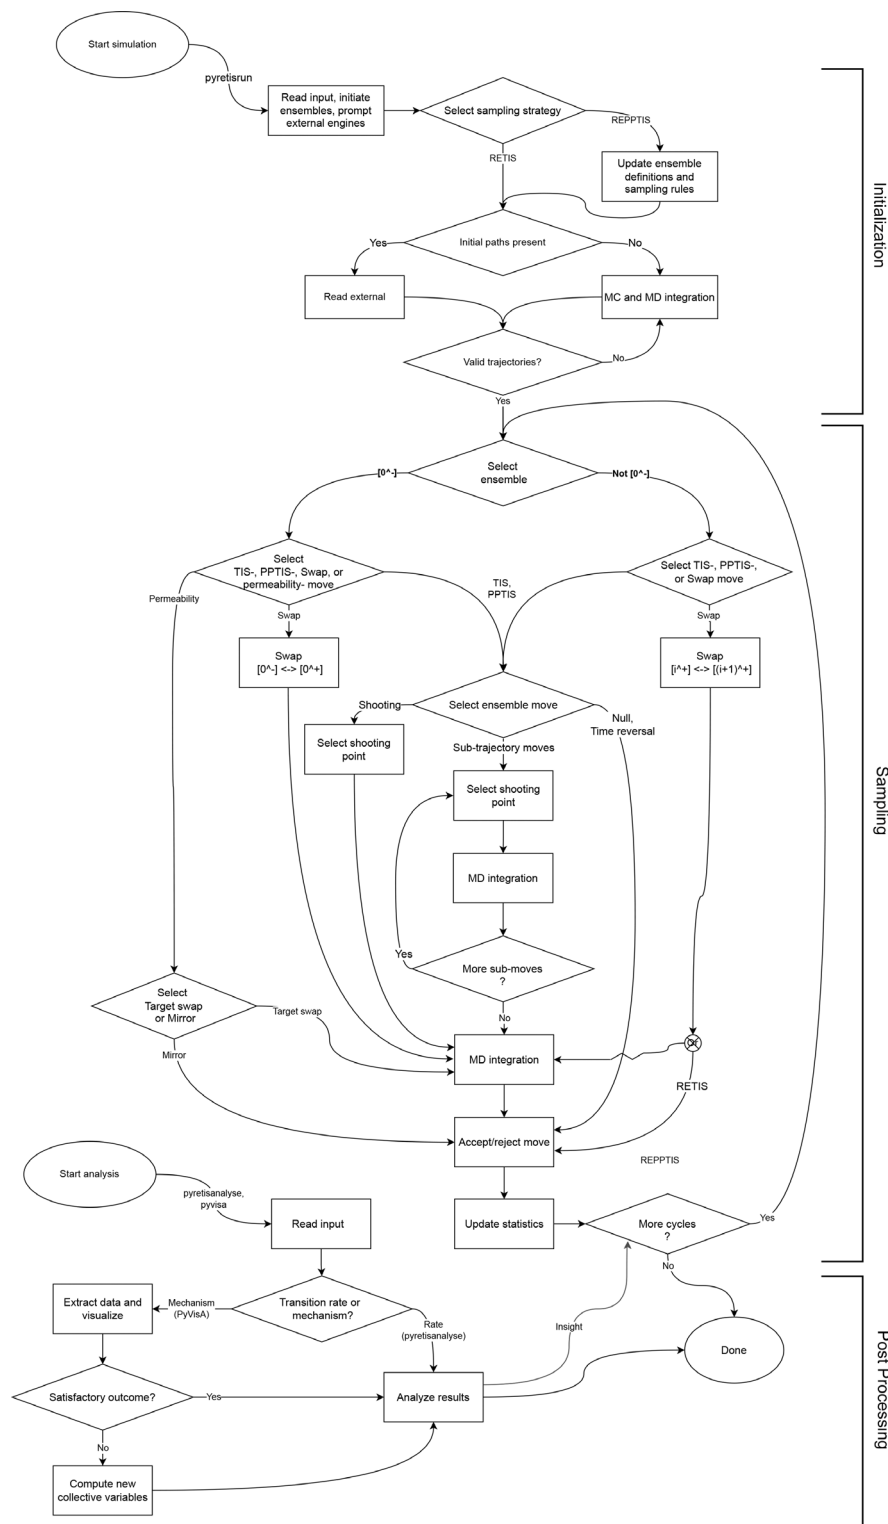 Start simulation
pyretisrun
Read input, initiate
ensembles, prompt
external engines
Select sampling strategy
REPPTIS
RETIS
Update ensemble
definitions and
sampling rules
Initialization
Initial paths present
Yes
No
Read external
MC and MD integration
Valid trajectories?
No
Yes
Select
ensemble
[0^-]
Not [0^-]
Select
TIS-, PPTIS-, Swap, or
permeability- move
Select TIS-, PPTIS-,
or Swap move
TIS,
PPTIS
Permeability
Swap
Swap
Swap
[0^-] <-> [0^+]
Swap
[i^+] <-> [(i+1)^+]
Select ensemble move
Shooting
Null,
Time reversal
Select shooting
point
Sub-trajectory moves
Select shooting
point
Sampling
MD integration
More sub-moves
?
Yes
No
Select
Target swap
or Mirror
Target swap
Mirror
MD integration
Or
RETIS
Accept/reject move
REPPTIS
Start analysis
pyretisanalyse,
pyvisa
Read input
Update statistics
More cycles
?
Yes
No
Extract data and
visualize
Mechanism
(PyVisA)
Transition rate or
mechanism?
Rate
(pyretisanalyse)
Insight
Done
Post Processing
Satisfactory outcome?
Yes
Analyze results
No
Compute new
collective variables